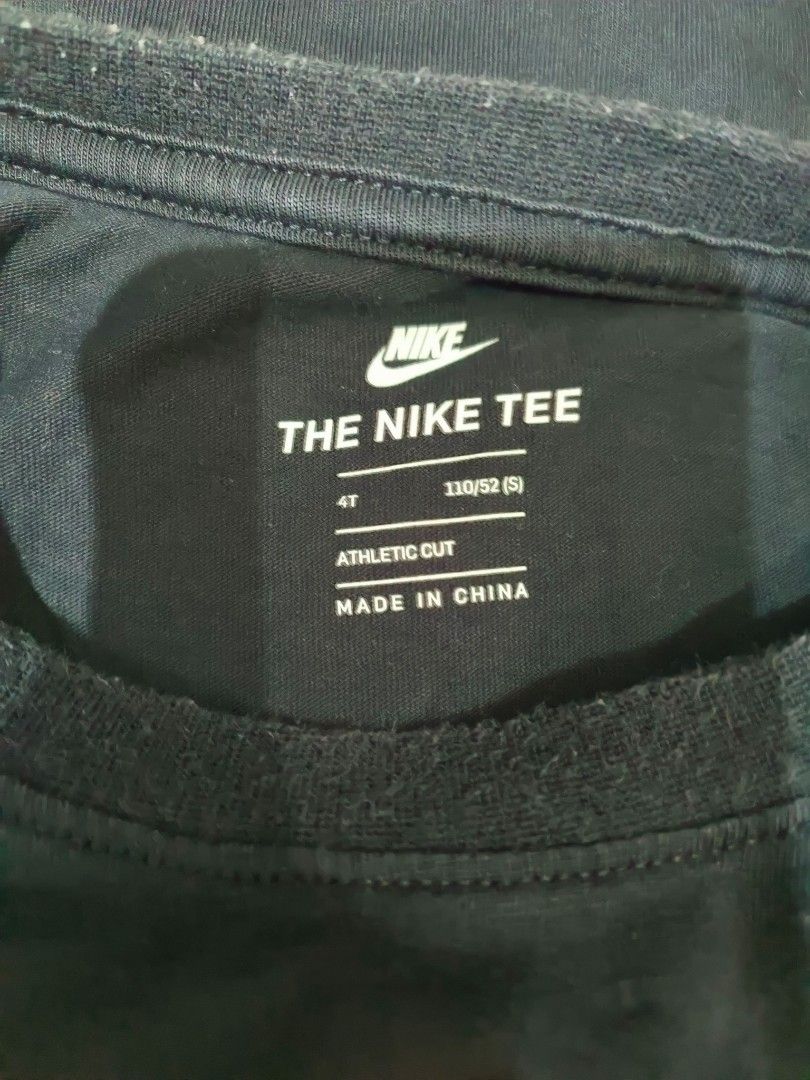 NIKE
THE NIKE TEE
4T 110/52 (S)
ATHLETIC CUT
MADE IN CHINA